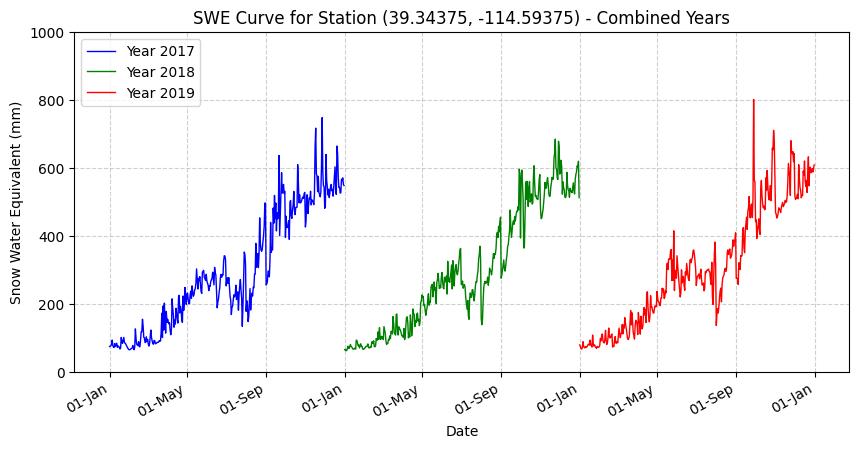 SWE Curve for Station (39.34375, -114.59375) - Combined Years
1000
800
600
400
200
0
Snow Water Equivalent (mm)
Year 2017
Year 2018
Year 2019
01-Jan
01-May
01-Sep
01-Jan
01-May
01-Sep
01-Jan
01-May
01-Sep
01-Jan
Date